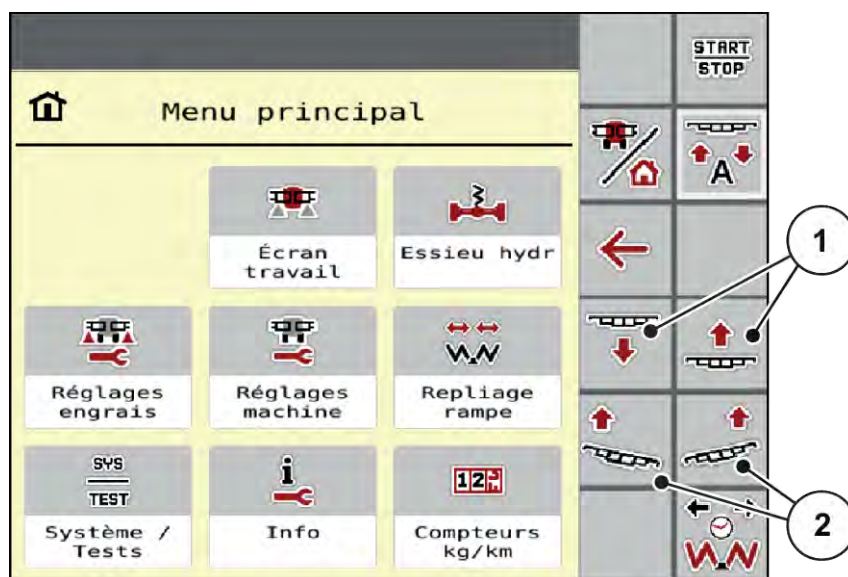 START
STOP
Menu principal
A
Écran
travail
Essieu hydr
1
Réglages
engrais
Réglages
machine
Repliage
rampe
SYS
TEST
Système /
Tests
i
Info
Compteurs
kg/km
2